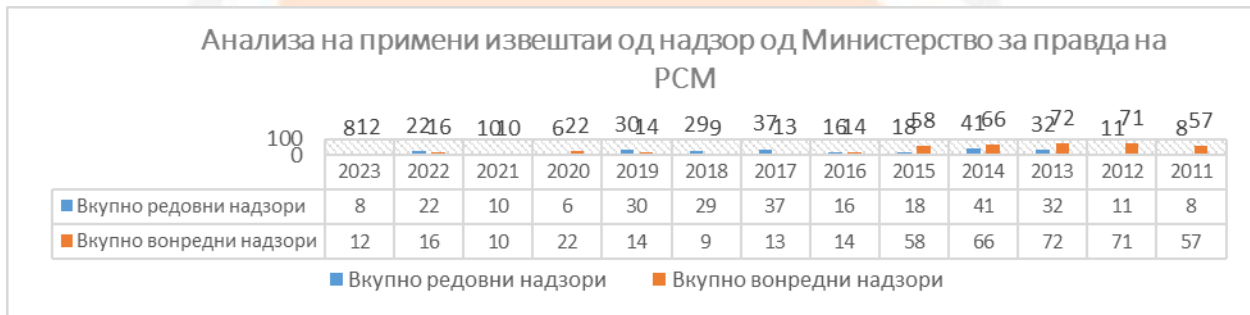 Анализа на примени извештаи од надзор од Министерство за правда на
РСМ
8 12 22 16 10 10 6 22 30 14 29 9 37 13 16 14 18 58 41 66 32 72 11 71 8 57
100
0
2023 2022 2021 2020 2019 2018 2017 2016 2015 2014 2013 2012 2011
Вкупно редовни надзори 8 22 10 6 30 29 37 16 18 41 32 11 8
Вкупно вонредни надзори 12 16 10 22 14 9 13 14 58 66 72 71 57
Вкупно редовни надзори Вкупно вонредни надзори